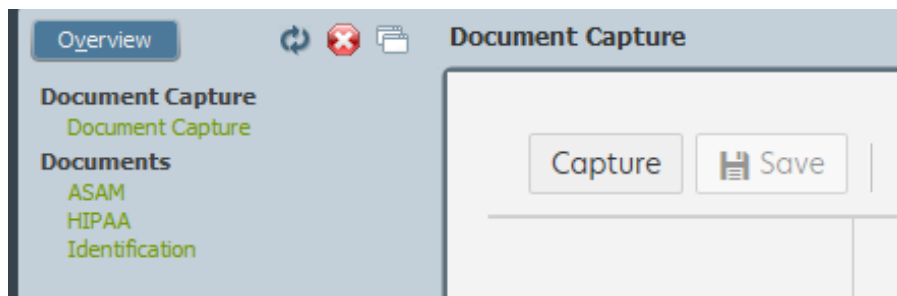 Overview
Document Capture
Document Capture
Document Capture
Documents
ASAM
HIPAA
Identification
Capture
Save